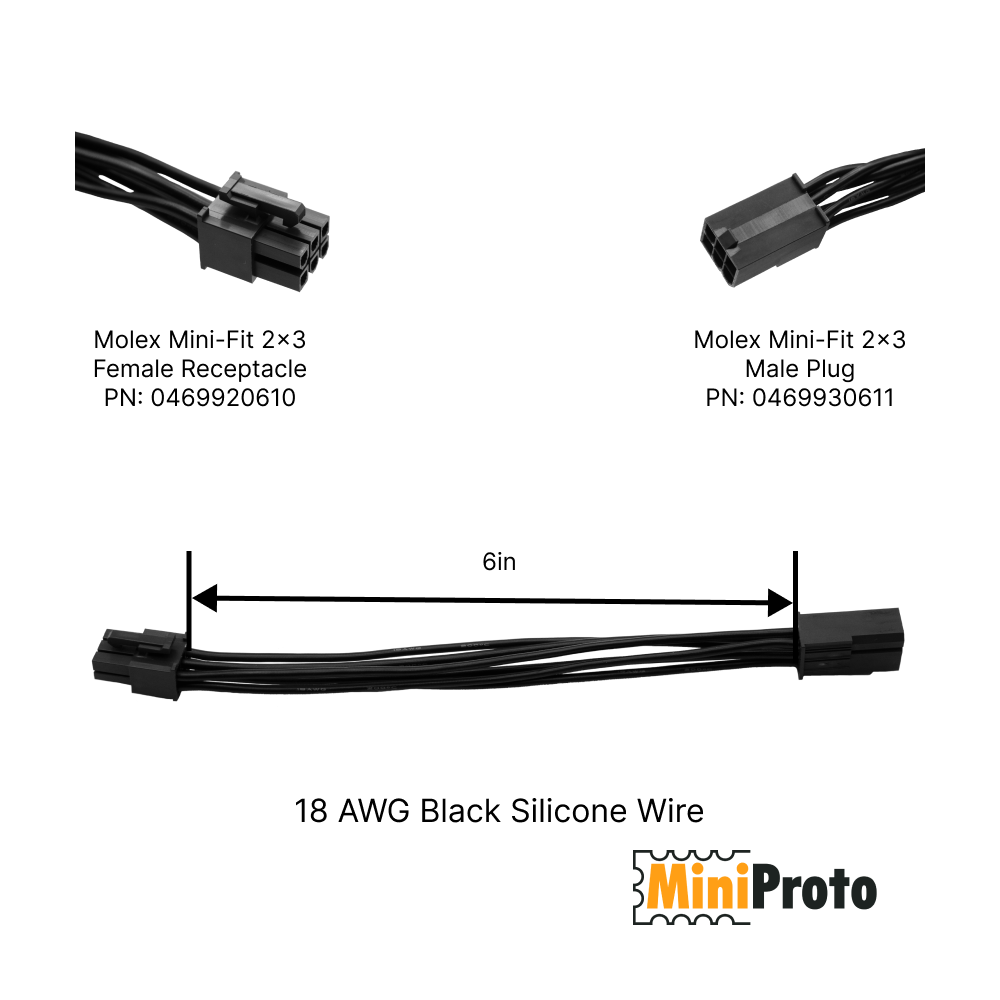 Molex Mini-Fit 2×3
Female Receptacle
PN: 0469920610
Molex Mini-Fit 2×3
Male Plug
PN: 0469930611
6in
18 AWG Black Silicone Wire
MiniProto